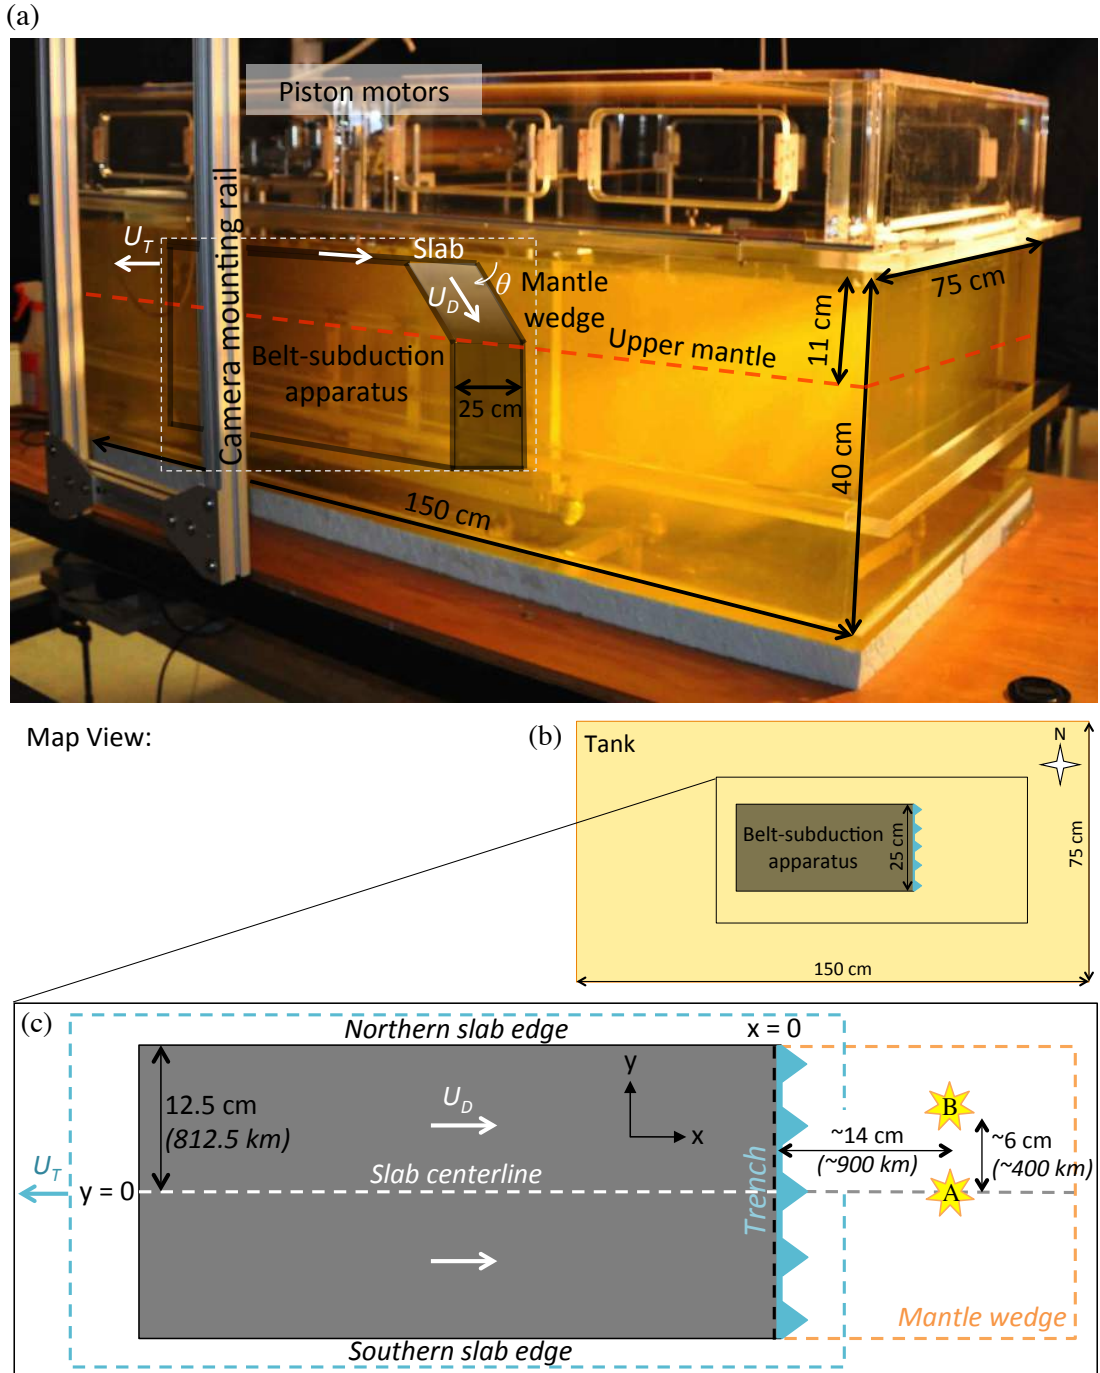 (a)
Piston motors
Camera mounting rail
U_T
Slab
θ
U_D
Mantle
wedge
Belt-subduction
apparatus
25 cm
Upper mantle
11 cm
75 cm
40 cm
150 cm
Map View:
(b)
Tank
N
Belt-subduction
apparatus
25 cm
75 cm
150 cm
(c)
Northern slab edge
x = 0
12.5 cm
(812.5 km)
U_D
y
x
~14 cm
(~900 km)
B
~6 cm
(~400 km)
U_T
y = 0
Slab centerline
Trench
A
Mantle wedge
Southern slab edge